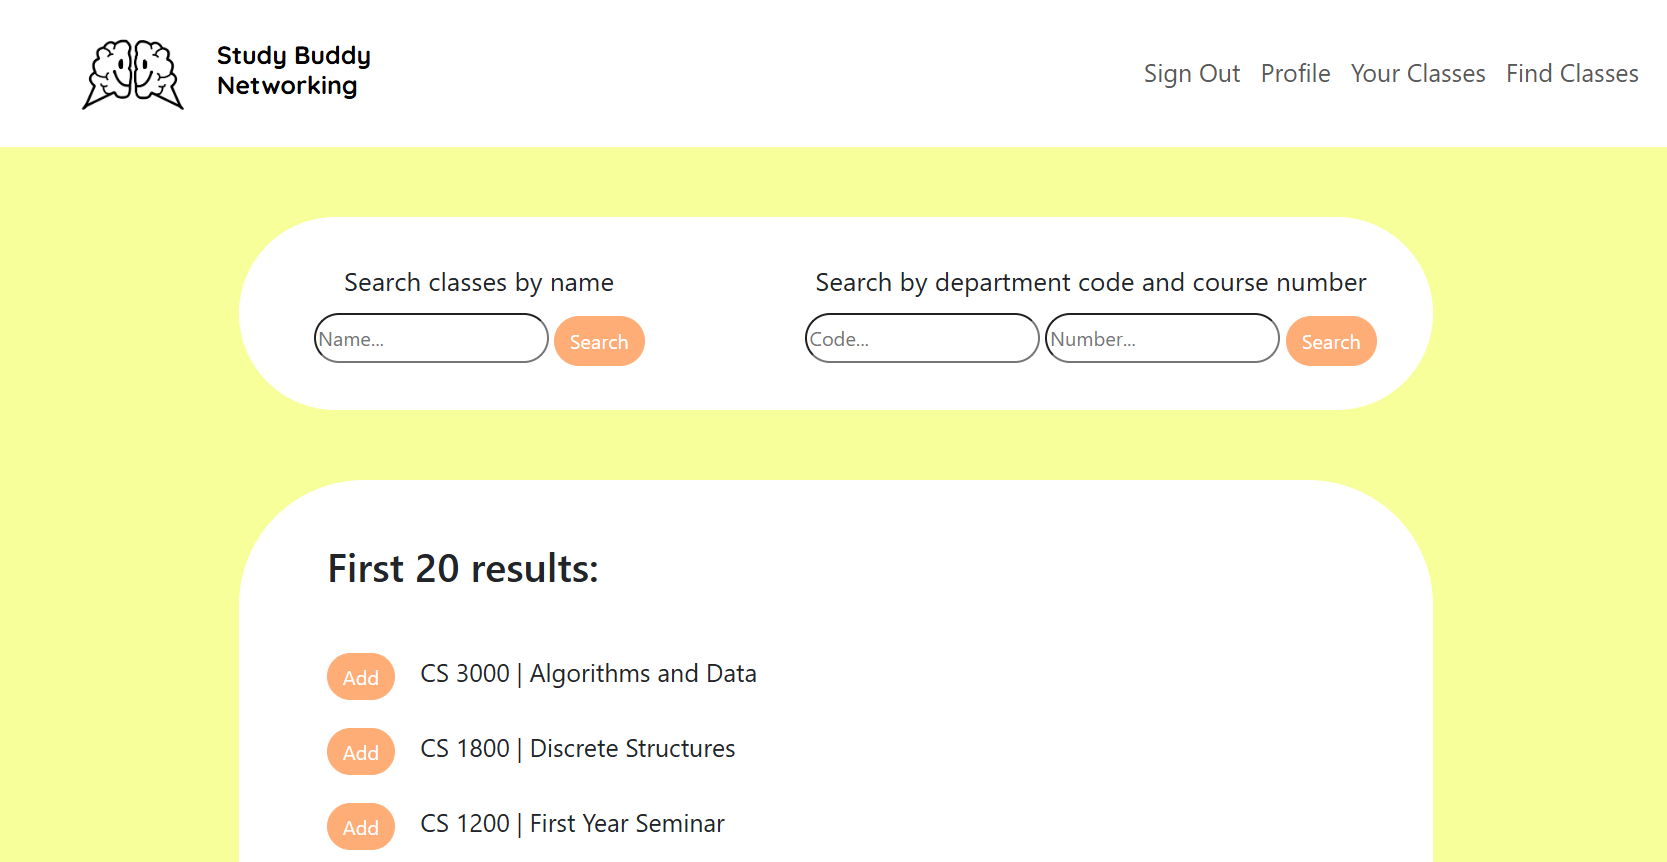 Study Buddy
Networking
Sign Out Profile Your Classes Find Classes
Search classes by name
Name...
Search
Search by department code and course number
Code...
Number...
Search
First 20 results:
Add CS 3000 | Algorithms and Data
Add CS 1800 | Discrete Structures
Add CS 1200 | First Year Seminar